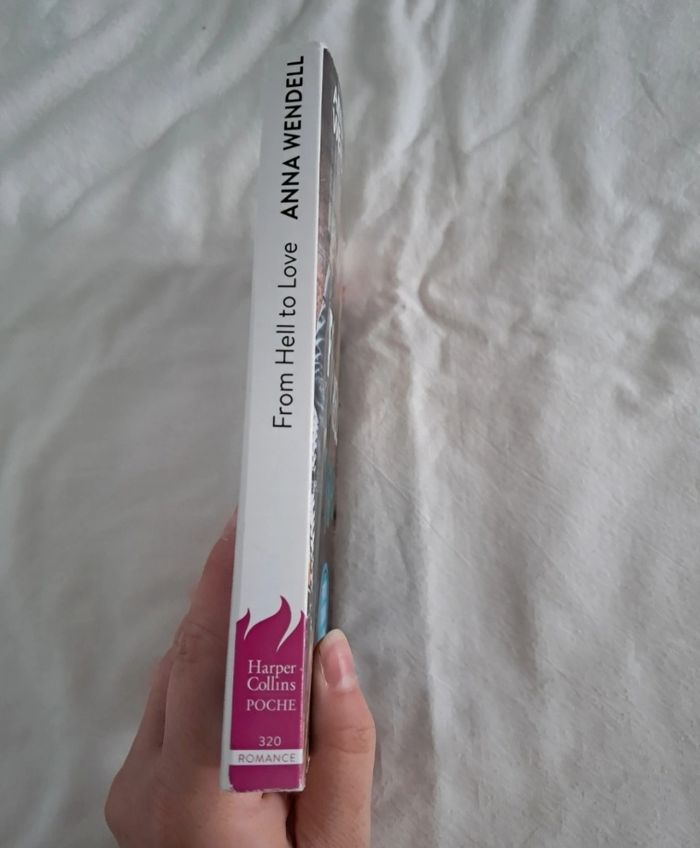 From Hell to Love ANNA WENDELL
Harper
Collins
POCHE
320
ROMANCE